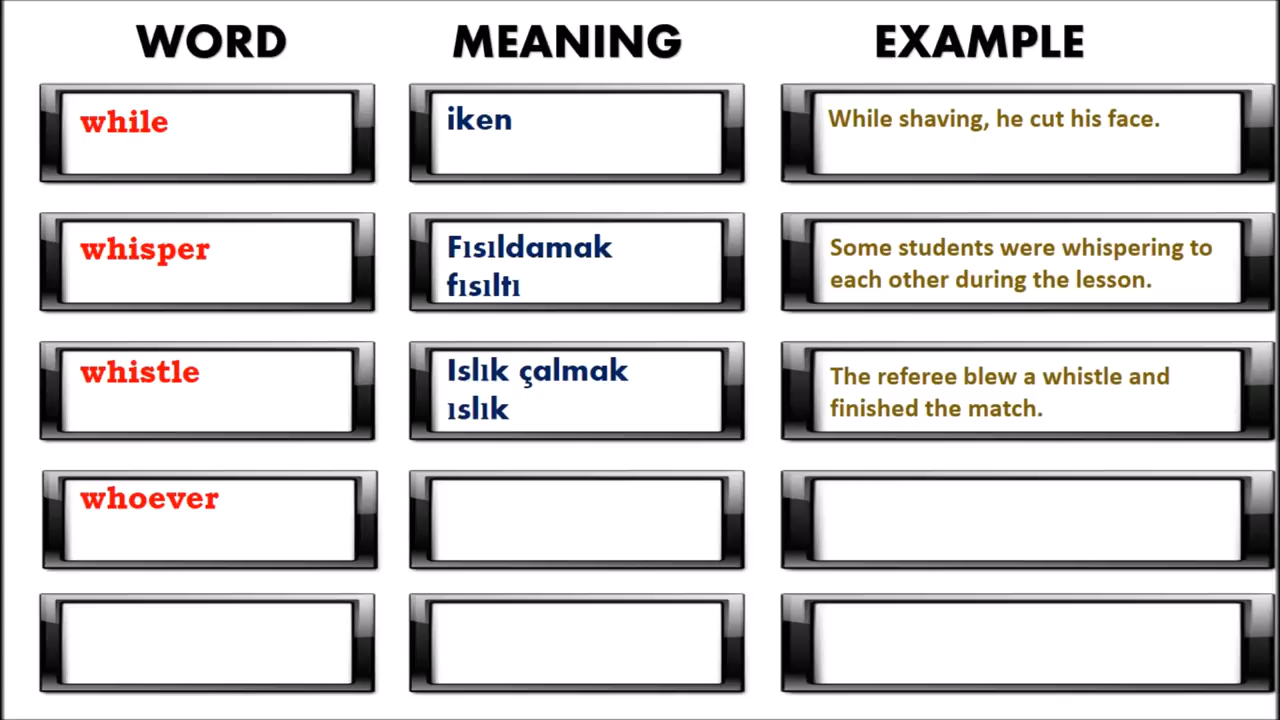 WORD MEANING EXAMPLE
while
iken
While shaving, he cut his face.
whisper
Fısıldamak
fısıltı
Some students were whispering to
each other during the lesson.
whistle
Islık çalmak
ıslık
The referee blew a whistle and
finished the match.
whoever